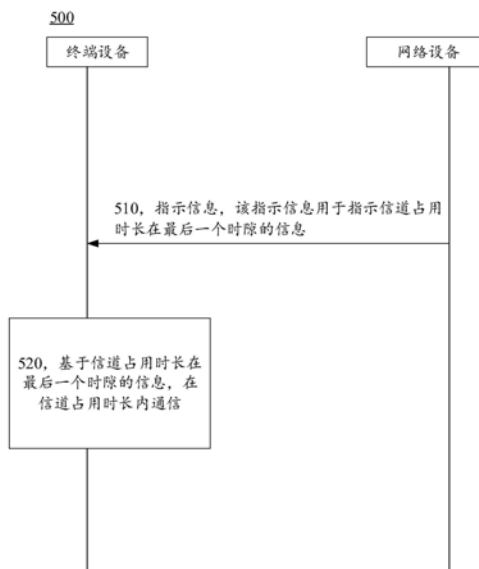 500
终端设备
网络设备
510，指示信息，该指示信息用于指示信道占用
时长在最后一个时隙的信息
520，基于信道占用时长在
最后一个时隙的信息，在
信道占用时长内通信